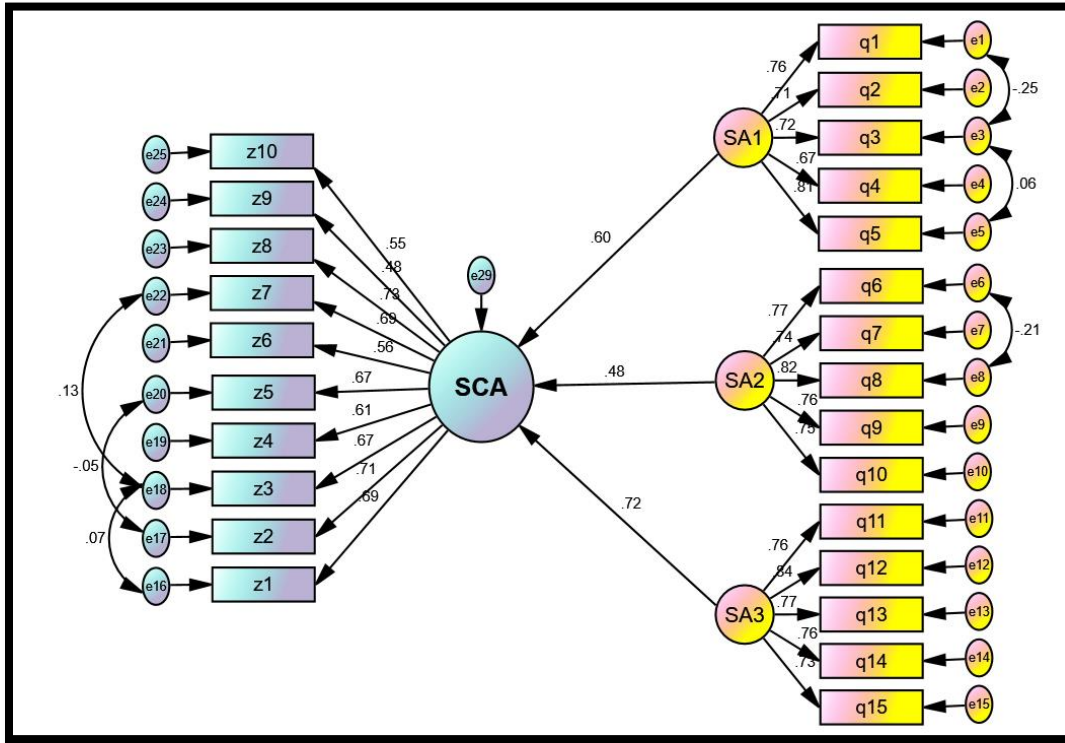 e25
z10
.55
e24
z9
.48
e23
z8
.73
e22
z7
.69
e21
z6
.56
e20
z5
.67
e19
z4
.61
e18
z3
.67
e17
z2
.71
e16
z1
.69
.13
-.05
.07
e29
SCA
.60
.48
.72
SA1
.76
q1
e1
.71
q2
e2
.72
q3
e3
.67
q4
e4
.81
q5
e5
-.25
.06
SA2
.77
q6
e6
.74
q7
e7
.82
q8
e8
.76
q9
e9
.75
q10
e10
-.21
SA3
.76
q11
e11
.84
q12
e12
.77
q13
e13
.76
q14
e14
.73
q15
e15